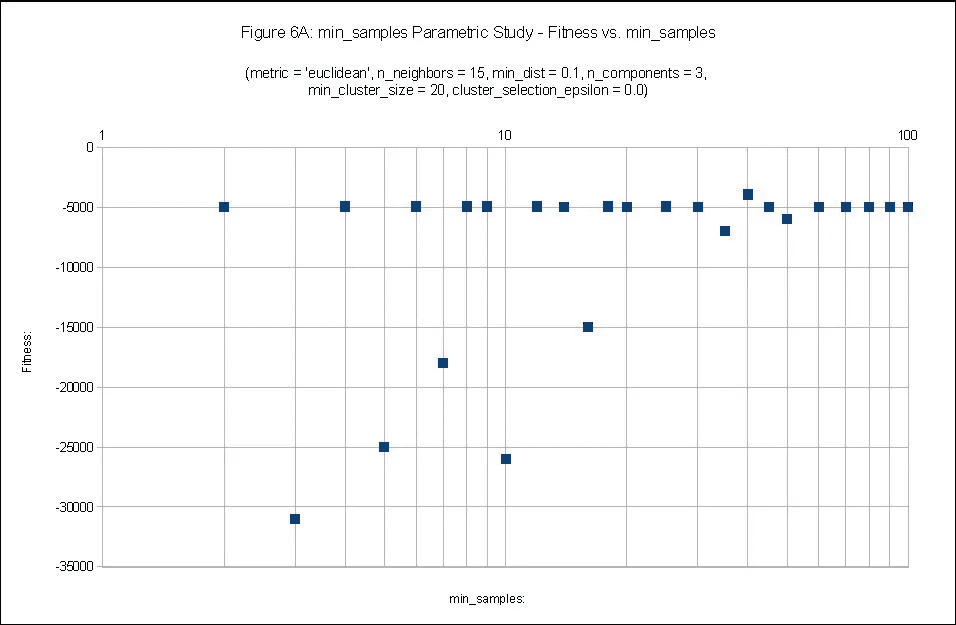 Figure 6A: min_samples Parametric Study - Fitness vs. min_samples
(metric = 'euclidean', n_neighbors = 15, min_dist = 0.1, n_components = 3,
min_cluster_size = 20, cluster_selection_epsilon = 0.0)
1 10 100
0
-5000
-10000
-15000
-20000
-25000
-30000
-35000
Fitness:
min_samples: